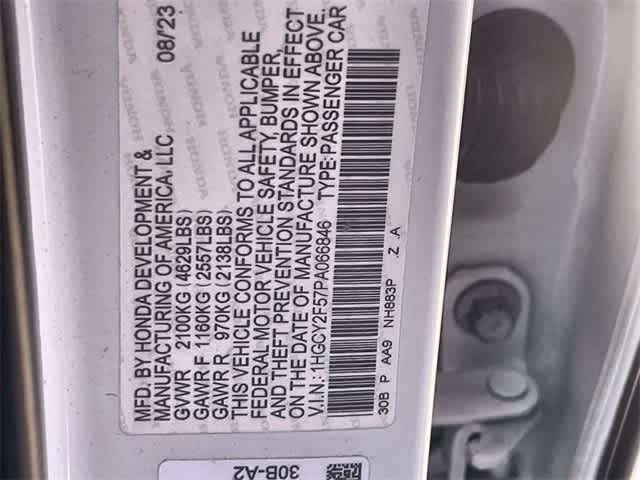 MFD. BY HONDA DEVELOPMENT & 08/23
MANUFACTURING OF AMERICA, LLC
GVWR 2100KG (4629LBS)
GAWR F 1160KG (2557LBS)
GAWR R 970KG (2138LBS)
THIS VEHICLE CONFORMS TO ALL APPLICABLE
FEDERAL MOTOR VEHICLE SAFETY, BUMPER,
AND THEFT PREVENTION STANDARDS IN EFFECT
ON THE DATE OF MANUFACTURE SHOWN ABOVE.
V.I.N.: 1HGCY2F57PA066846 TYPE: PASSENGER CAR
30B P AA9 NH883P .Z .A
30B-A2
HONDA